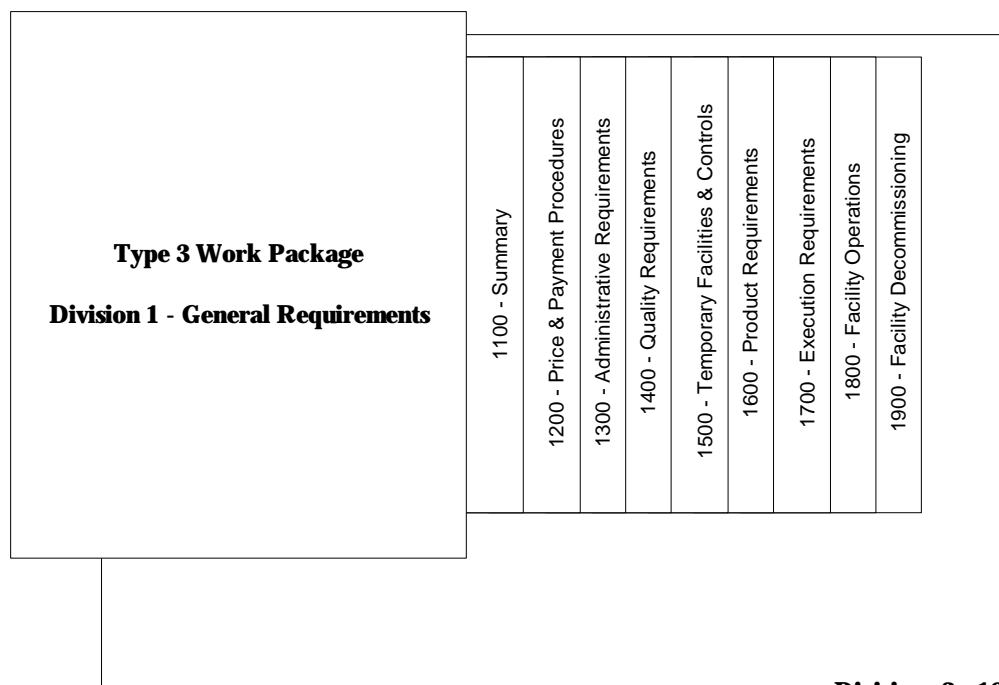 Type 3 Work Package
Division 1 - General Requirements
1100 - Summary
1200 - Price & Payment Procedures
1300 - Administrative Requirements
1400 - Quality Requirements
1500 - Temporary Facilities & Controls
1600 - Product Requirements
1700 - Execution Requirements
1800 - Facility Operations
1900 - Facility Decommissioning